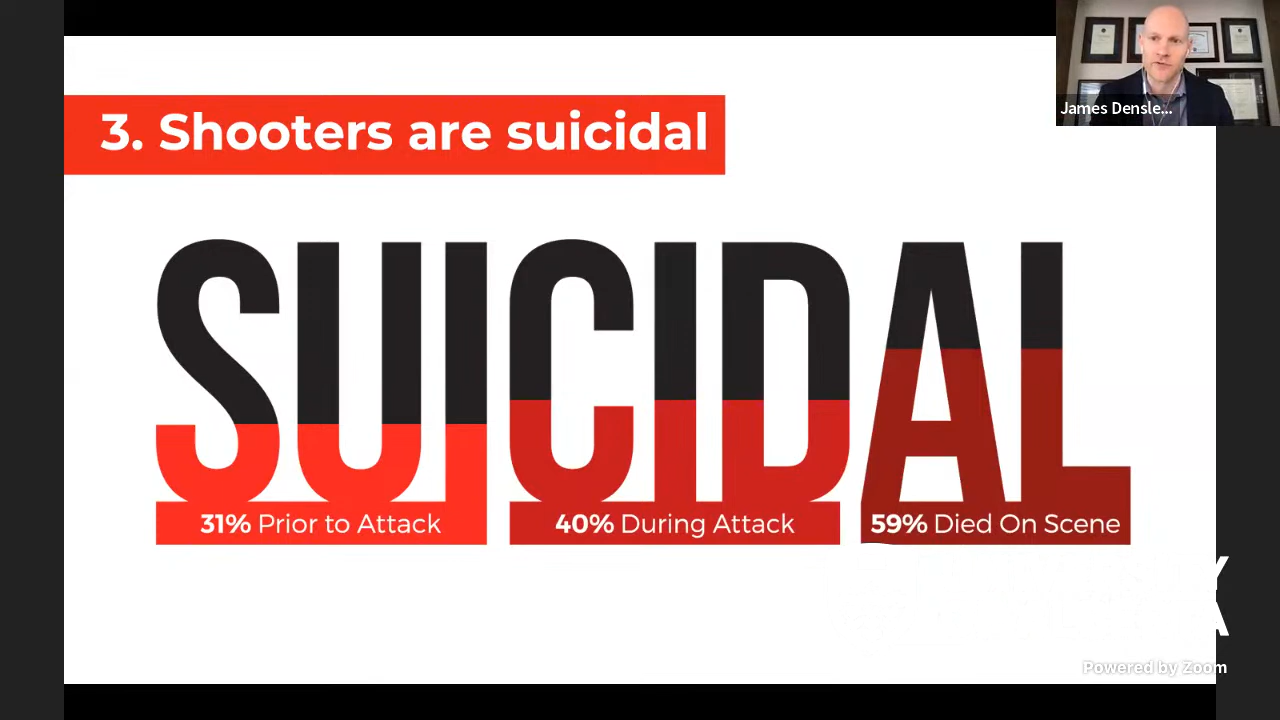 James Densle...
3. Shooters are suicidal
SUICIDAL
31% Prior to Attack
40% During Attack
59% Died On Scene
Y
A
Powered by Zoom